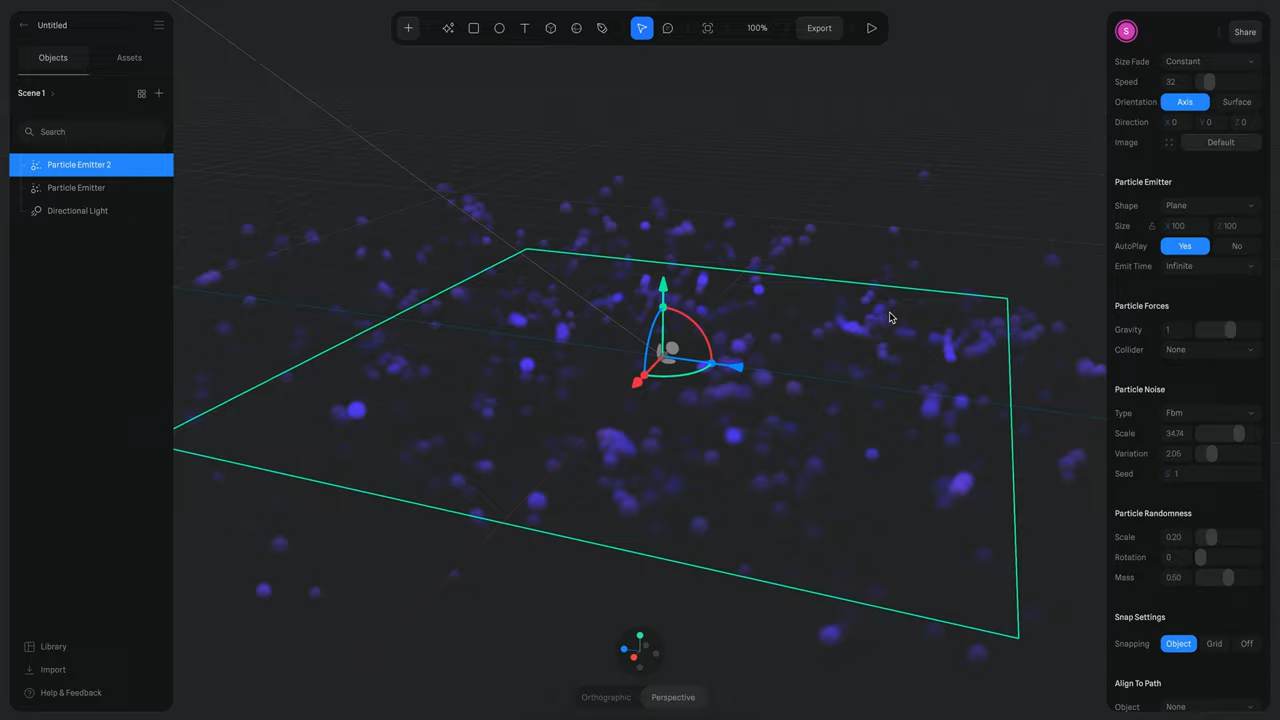 Untitled
Objects Assets
Scene 1
Search
Particle Emitter 2
Particle Emitter
Directional Light
Library
Import
Help & Feedback
T 100% Export
Orthographic Perspective
S Share
Size Fade Constant
Speed 32
Orientation Axis Surface
Direction X 0 Y 0 Z 0
Image Default
Particle Emitter
Shape Plane
Size X 100 Z 100
AutoPlay Yes No
Emit Time Infinite
Particle Forces
Gravity 1
Collider None
Particle Noise
Type Fbm
Scale 34.74
Variation 2.05
Seed S 1
Particle Randomness
Scale 0.20
Rotation 0
Mass 0.50
Snap Settings
Snapping Object Grid Off
Align To Path
Object None